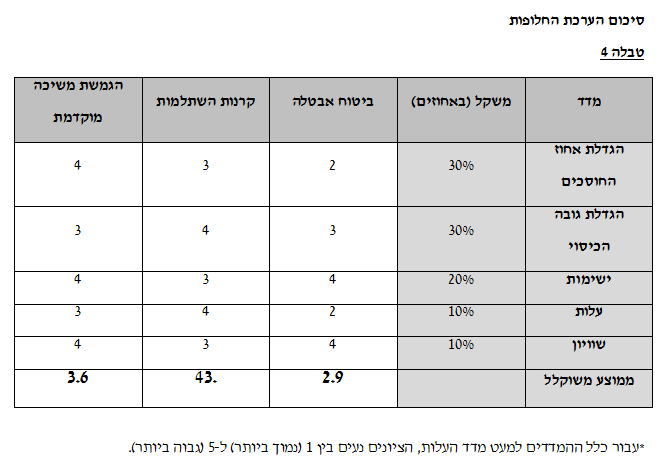 סיכום הערכת החלופות
טבלה 4
מדד משקל (באחוזים) ביטוח אבטלה קרנות השתלמות הגמשת משיכה
מוקדמת
הגדלת אחוז
החוסכים 30% 2 3 4
הגדלת גובה
הכיסוי 30% 3 4 3
ישימות 20% 4 3 4
עלות 10% 2 4 3
שוויון 10% 4 3 4
ממוצע משוקלל 2.9 43. 3.6
*עבור כלל ההמדדים למעט מדד העלות, הציונים נעים בין 1 (נמוך ביותר) ל-5 (גבוה ביותר).